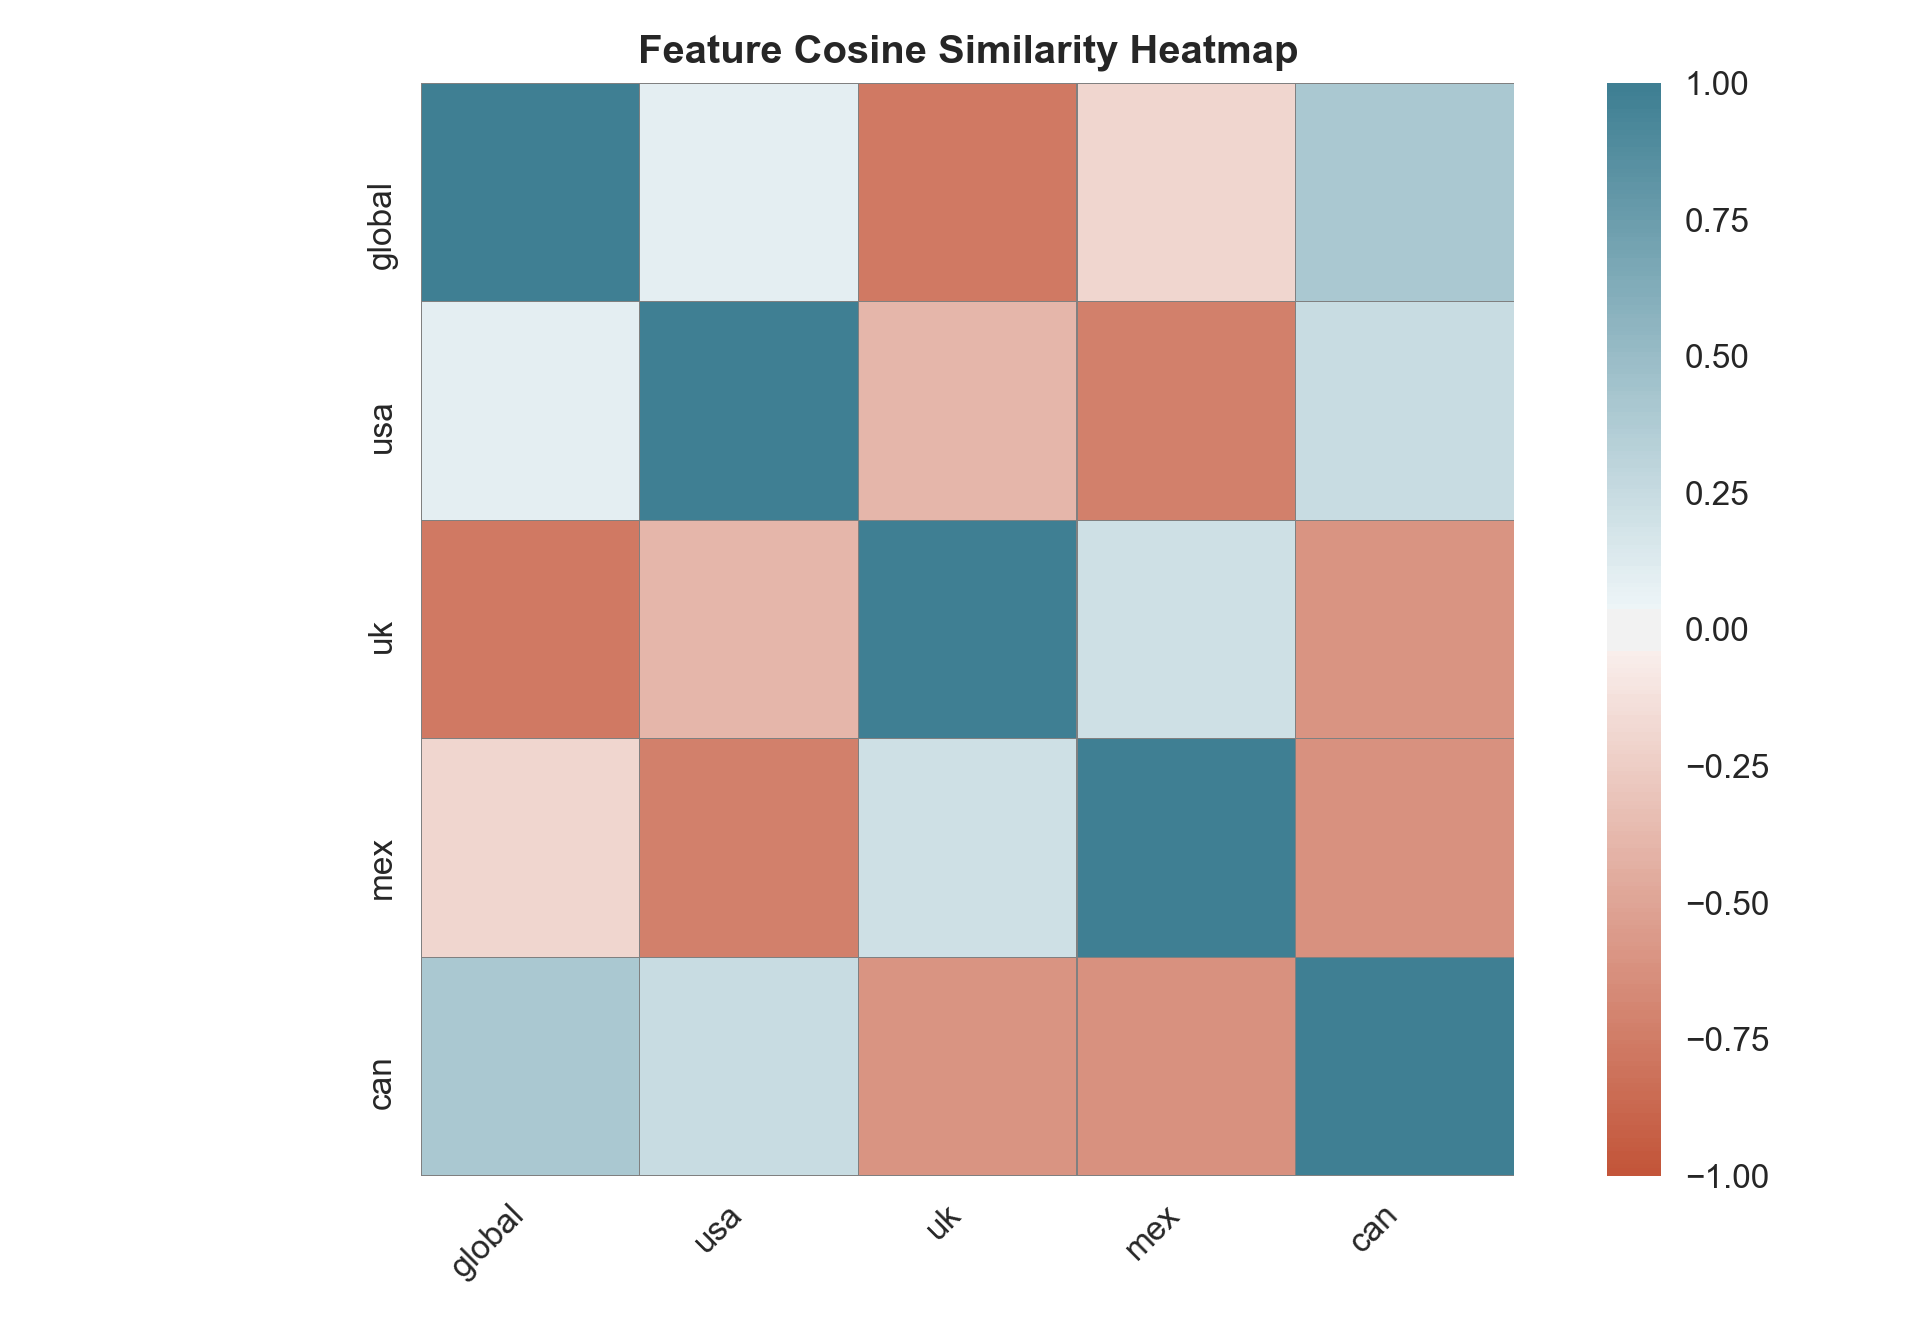 Feature Cosine Similarity Heatmap
global
usa
uk
mex
can
global
usa
uk
mex
can
1.00
0.75
0.50
0.25
0.00
−0.25
−0.50
−0.75
−1.00